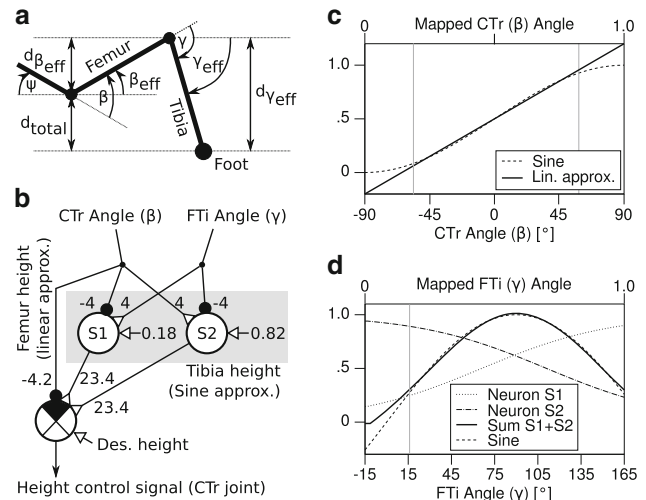 a
dβeff
Femur
γ
γeff
ψ
β
βeff
dγeff
dtotal
Tibia
Foot
b
CTr Angle (β) FTi Angle (γ)
Femur height
(linear approx.)
-4 4 4 -4
S1 0.18 S2 0.82
Tibia height
(Sine approx.)
-4.2 23.4
23.4
Des. height
Height control signal (CTr joint)
c
Mapped CTr (β) Angle
0 1.0
1.0
.5
0
Sine
Lin. approx.
-90 -45 0 45 90
CTr Angle (β) [°]
d
Mapped FTi (γ) Angle
0 1.0
1.0
.5
0
Neuron S1
Neuron S2
Sum S1+S2
Sine
-15 15 45 75 105 135 165
FTi Angle (γ) [°]